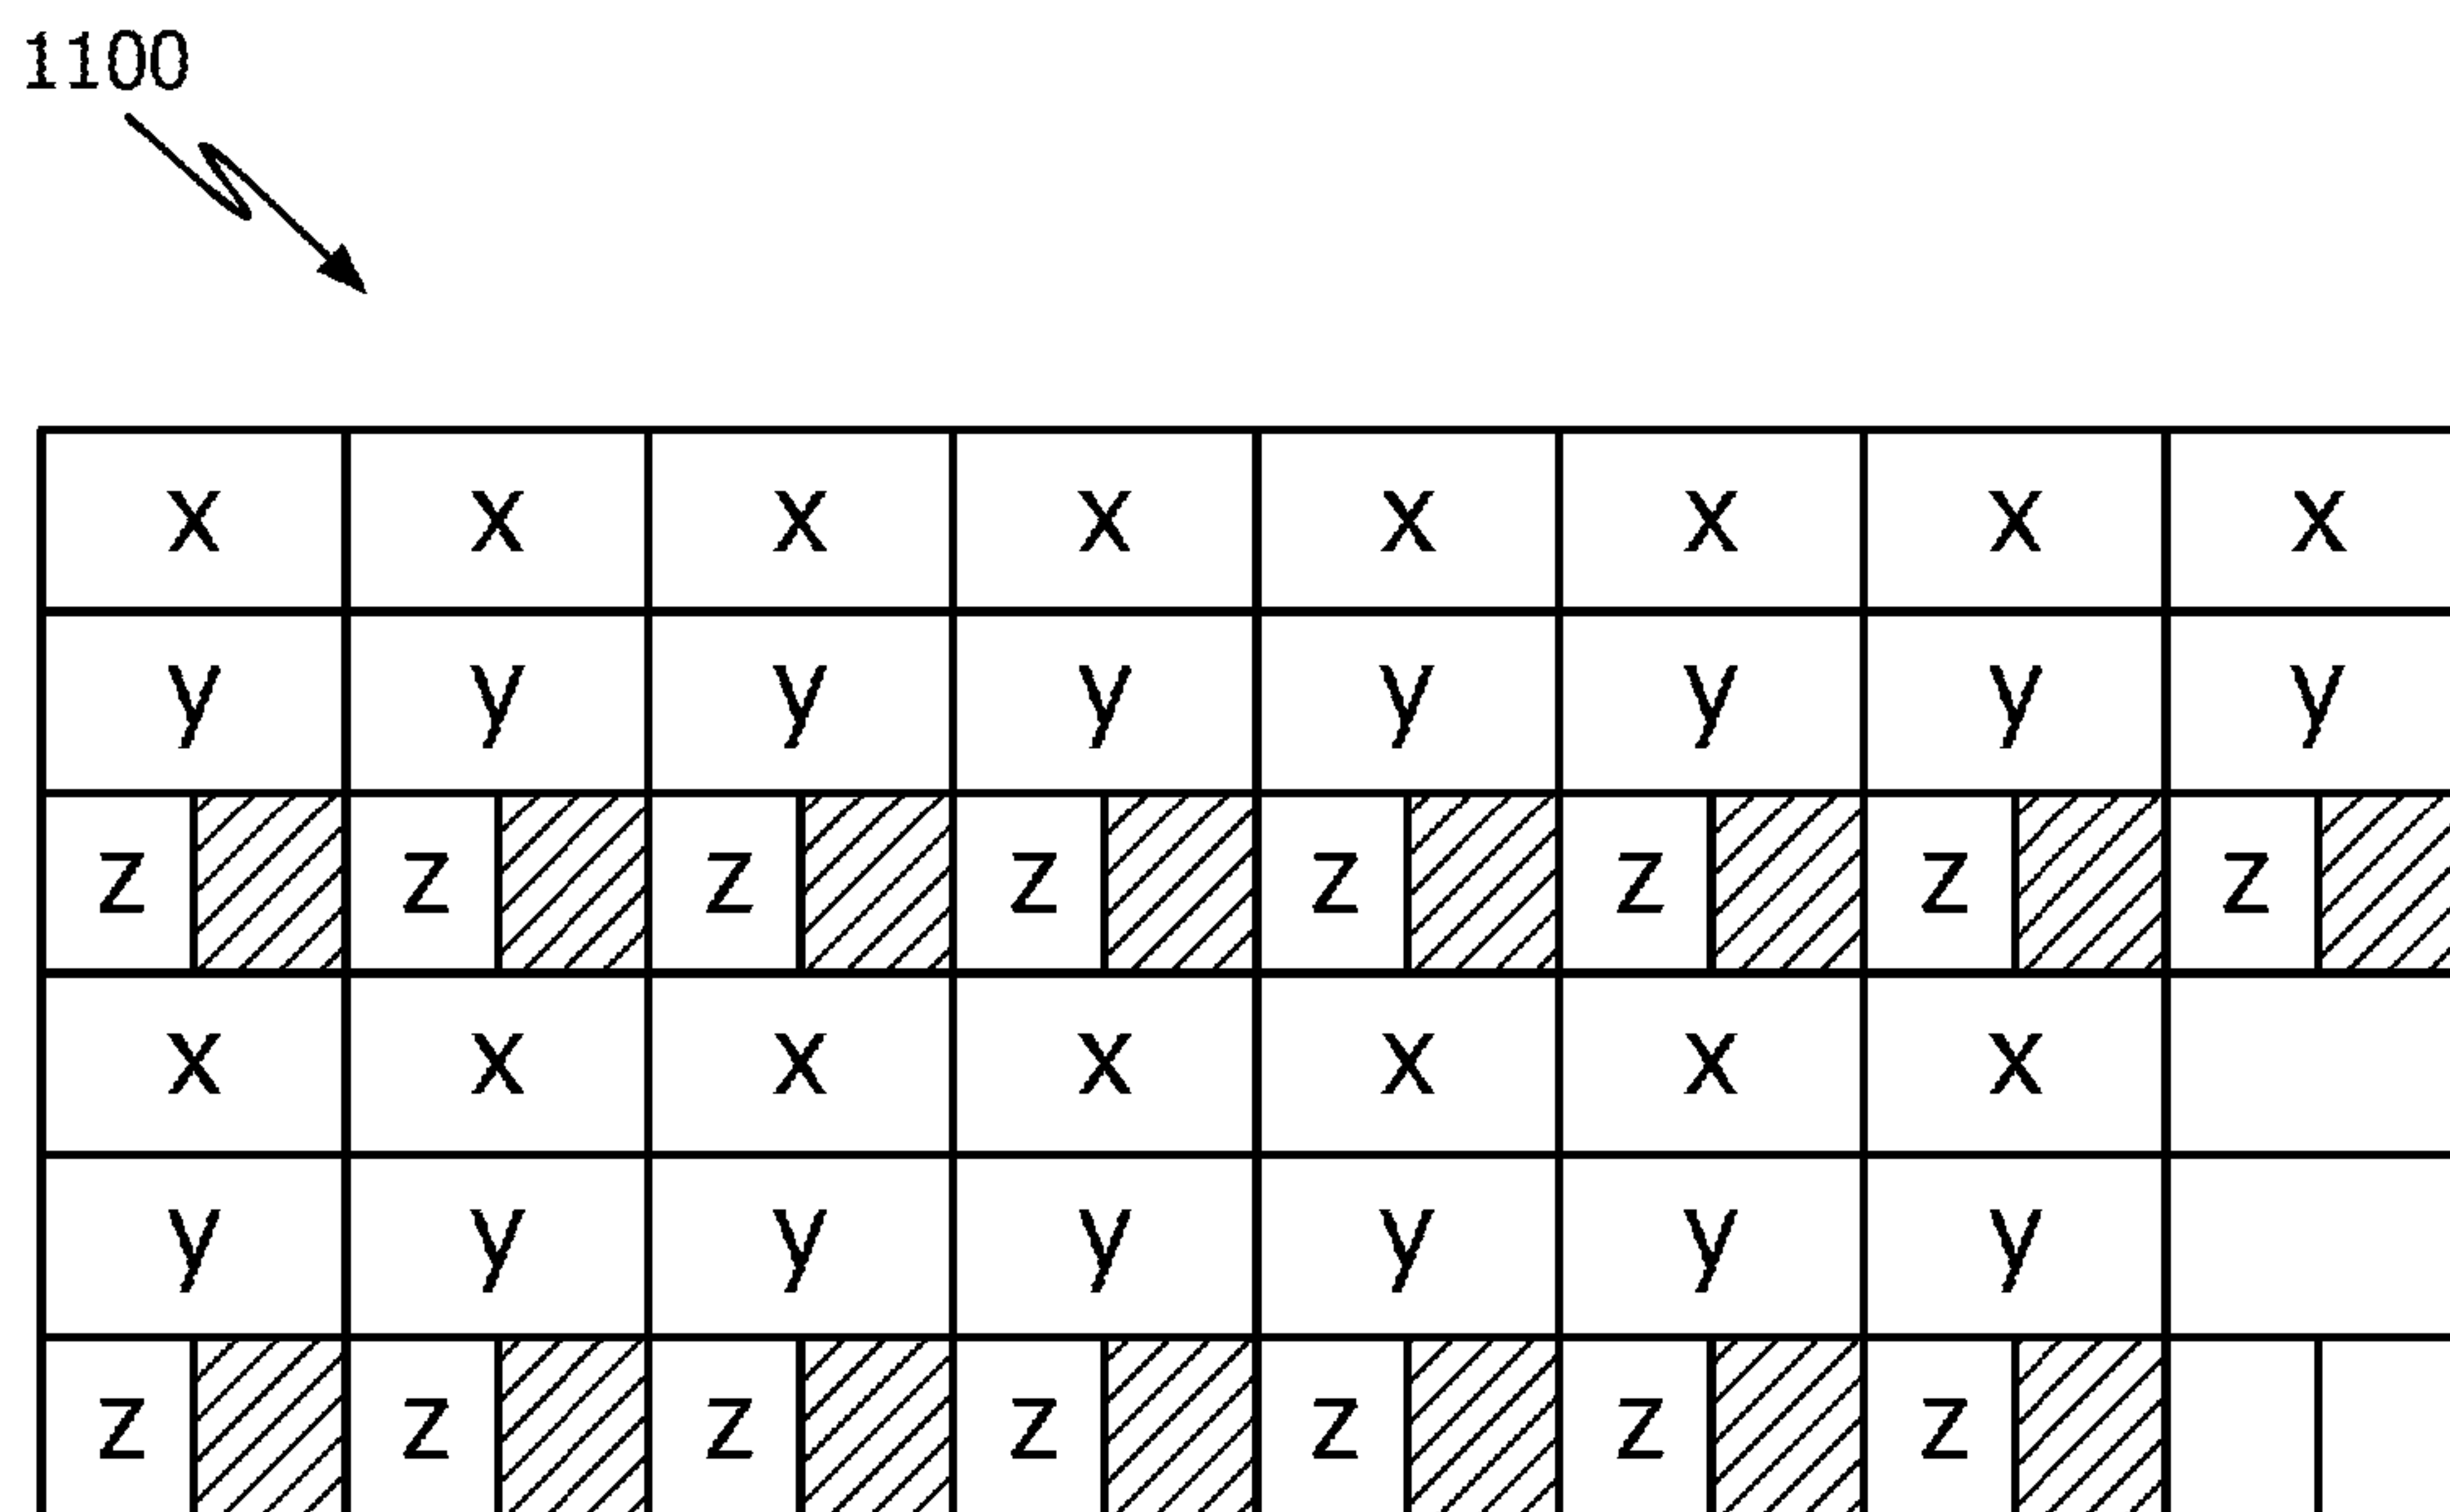 1100
x x x x x x x x
y y y y y y y y
z z z z z z z z
x x x x x x x
y y y y y y y
z z z z z z z